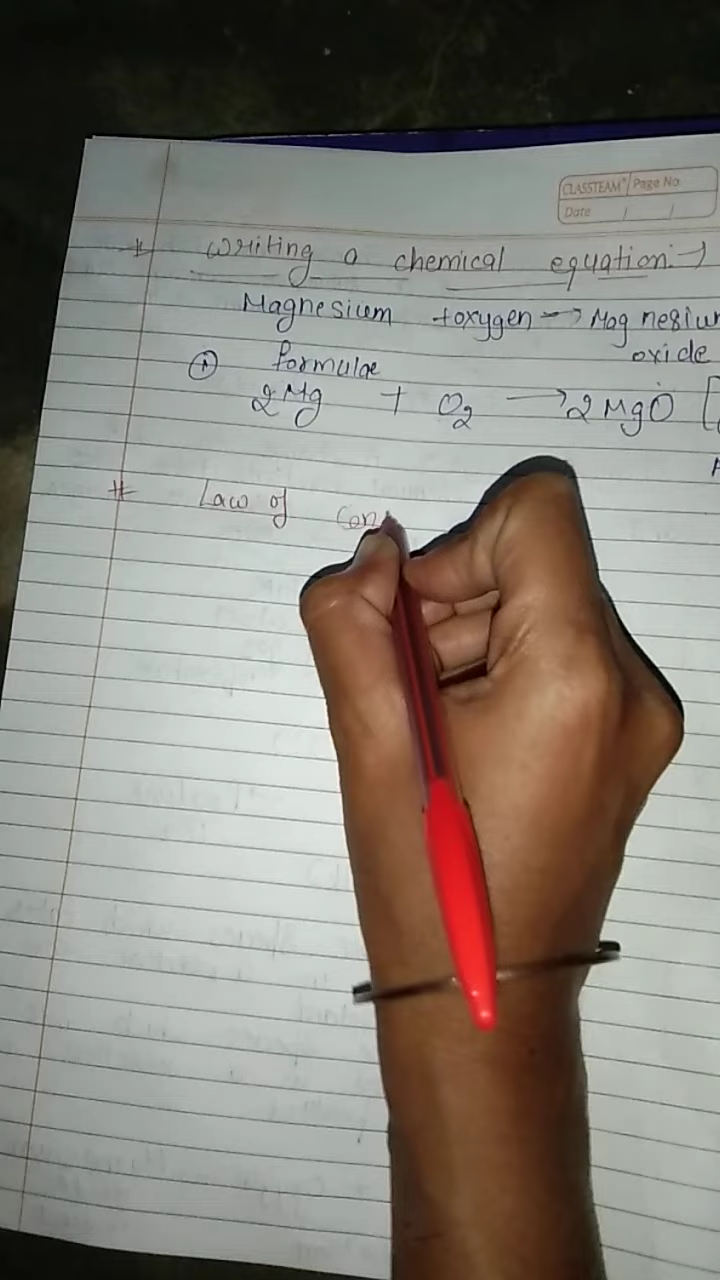 CLASSTEAM® Page No.
Date / /
# Writing a chemical equation:→
Magnesium +oxygen → Magnesium
oxide
formulae
2Mg + O₂ → 2MgO [
# Law of Con